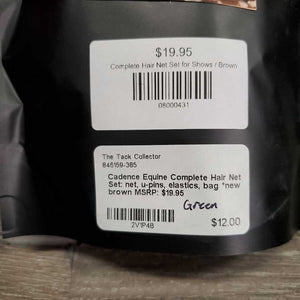 $19.95
Complete Hair Net Set for Shows / Brown
08000431
The Tack Collector
846159-385
Cadence Equine Complete Hair Net
Set: net, u-pins, elastics, bag *new
brown MSRP: $19.95
Green
2V1P4B
$12.00